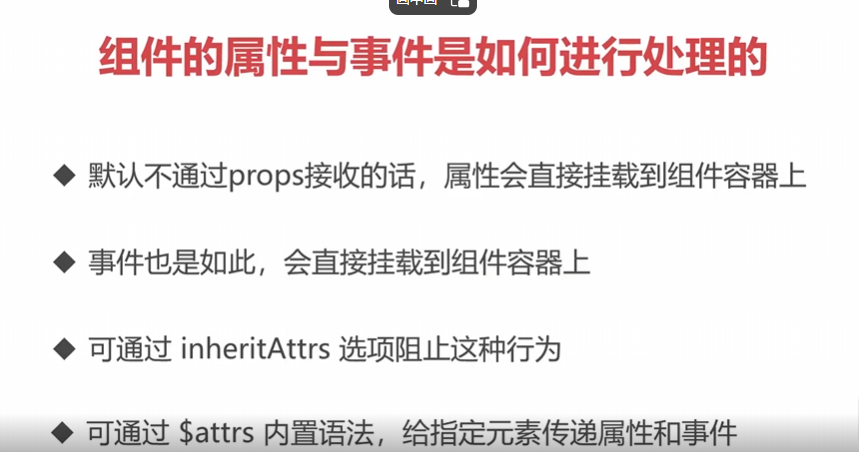 组件的属性与事件是如何进行处理的
◆ 默认不通过props接收的话，属性会直接挂载到组件容器上
◆ 事件也是如此，会直接挂载到组件容器上
◆ 可通过 inheritAttrs 选项阻止这种行为
◆ 可通过 $attrs 内置语法，给指定元素传递属性和事件